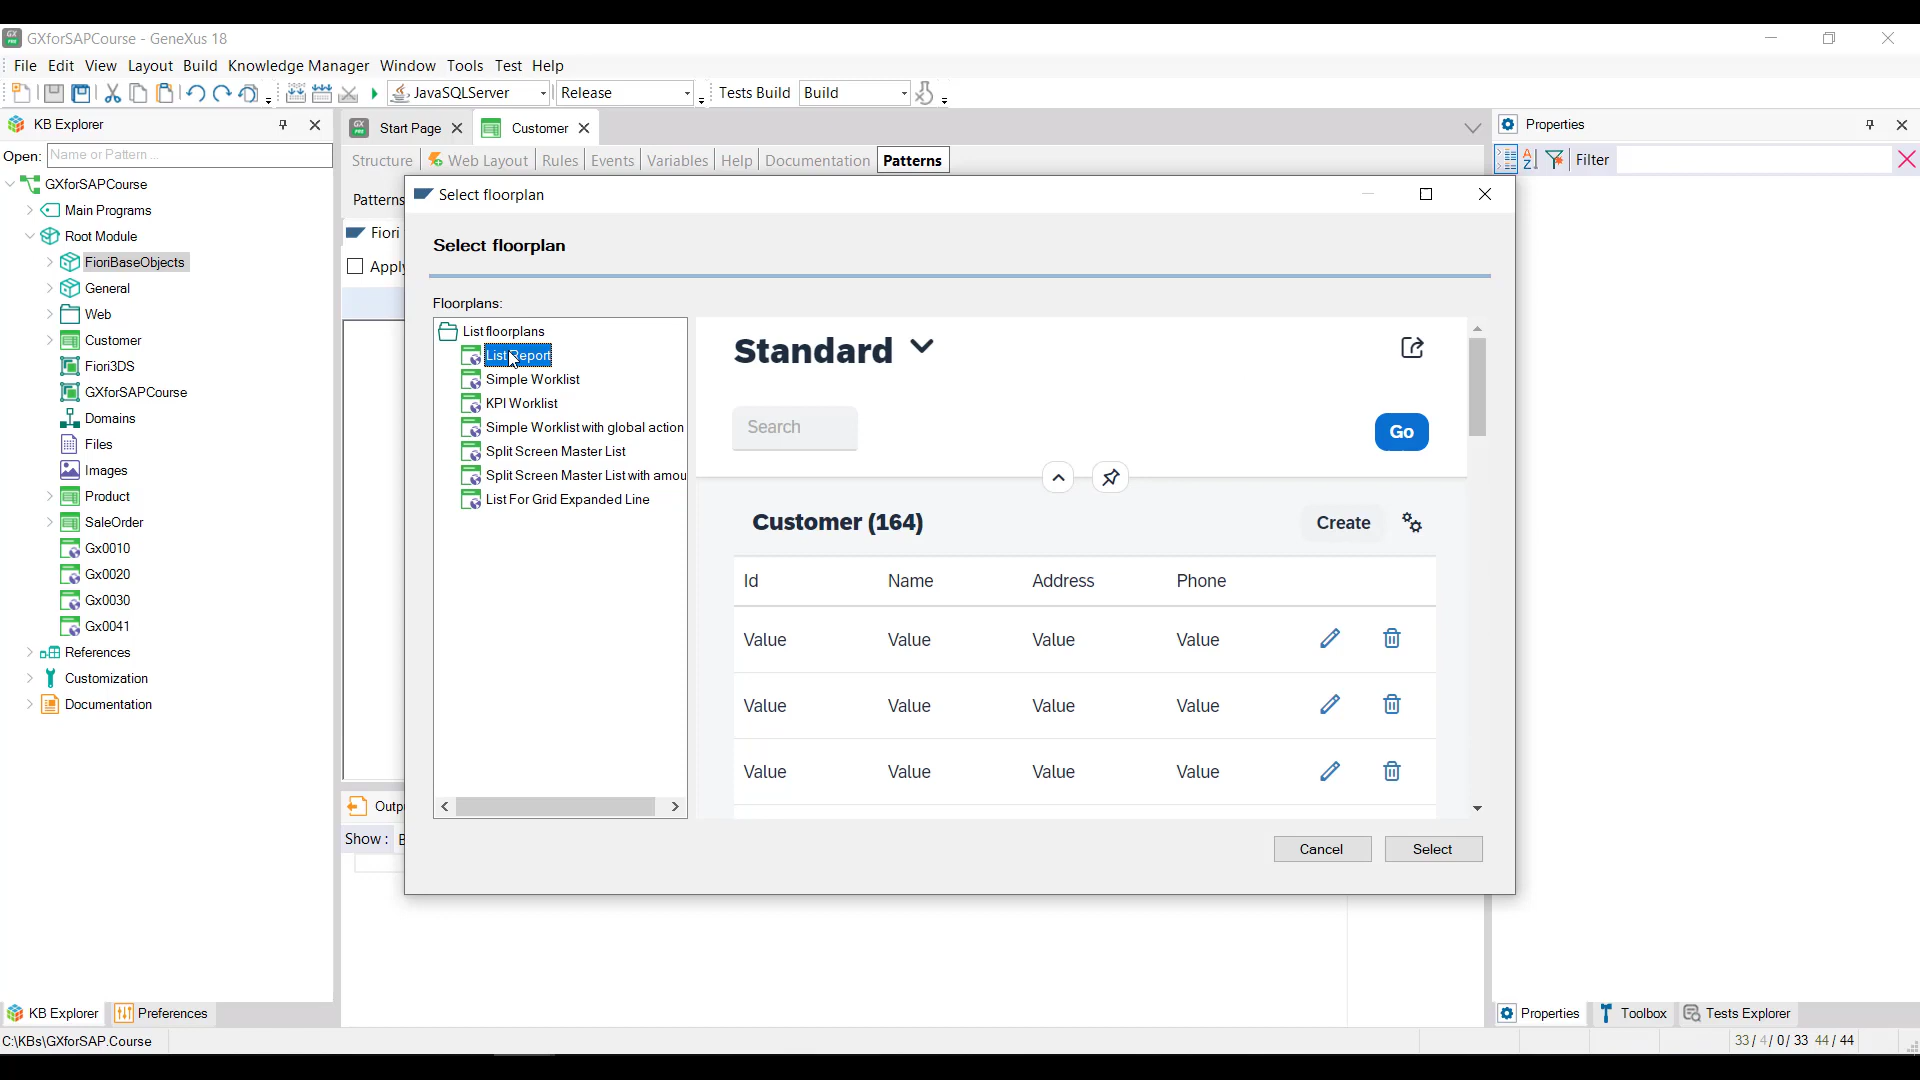 GXforSAPCourse - GeneXus 18
File Edit View Layout Build Knowledge Manager Window Tools Test Help
JavaSQLServer Release Tests Build Build
KB Explorer
Open: Name or Pattern ...
GXforSAPCourse
Main Programs
Root Module
FioriBaseObjects
General
Web
Customer
Fiori3DS
GXforSAPCourse
Domains
Files
Images
Product
SaleOrder
Gx0010
Gx0020
Gx0030
Gx0041
References
Customization
Documentation
KB Explorer Preferences
C:\KBs\GXforSAP.Course
Start Page Customer
Structure Web Layout Rules Events Variables Help Documentation Patterns
Patterns
Fiori
Apply
Select floorplan
Select floorplan
Floorplans:
List floorplans
List Report
Simple Worklist
KPI Worklist
Simple Worklist with global action
Split Screen Master List
Split Screen Master List with amou
List For Grid Expanded Line
Standard
Search
Go
Customer (164) Create
Id Name Address Phone
Value Value Value Value
Value Value Value Value
Value Value Value Value
Cancel Select
Outp
Show :
Properties
Filter
Properties Toolbox Tests Explorer
33 / 4 / 0 / 33 44 / 44